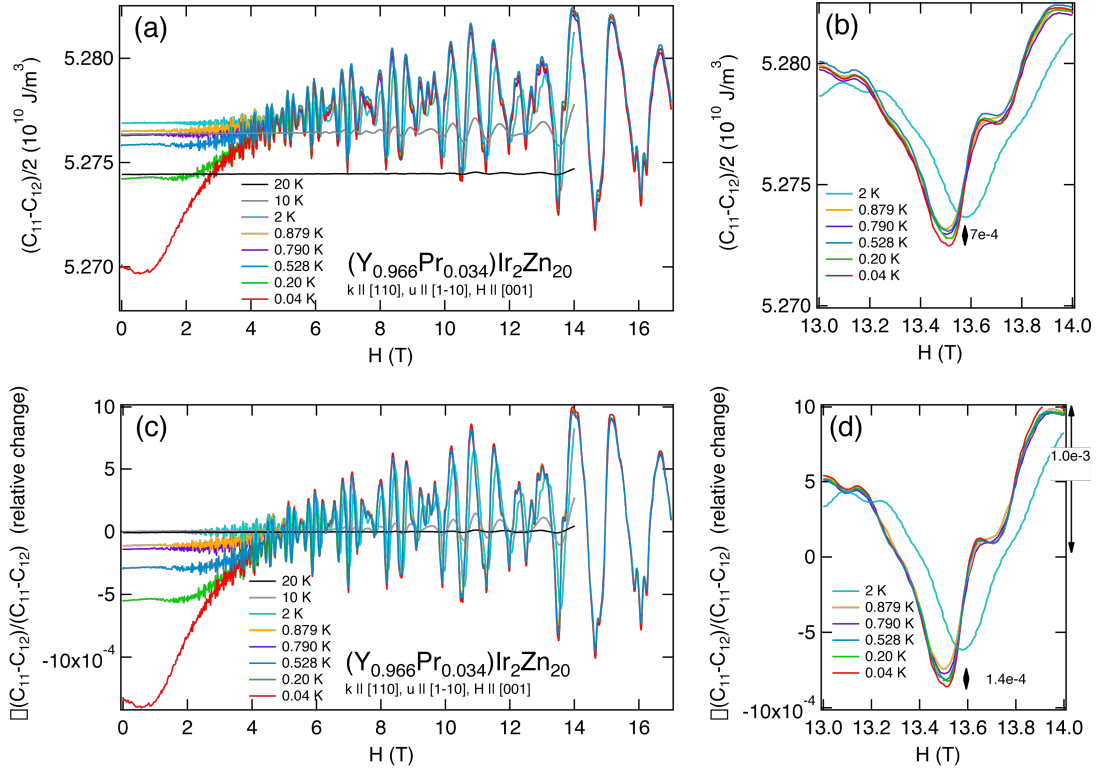 (a)
(C11-C12)/2 (10^10 J/m^3)
5.280
5.275
5.270
20 K
10 K
2 K
0.879 K
0.790 K
0.528 K
0.20 K
0.04 K
(Y0.966Pr0.034)Ir2Zn20
k || [110], u || [1-10], H || [001]
0 2 4 6 8 10 12 14 16
H (T)
(b)
(C11-C12)/2 (10^10 J/m^3)
5.280
5.275
5.270
2 K
0.879 K
0.790 K
0.528 K
0.20 K
0.04 K
7e-4
13.0 13.2 13.4 13.6 13.8 14.0
H (T)
(c)
▯(C11-C12)/(C11-C12) (relative change)
10
5
0
-5
-10x10^-4
20 K
10 K
2 K
0.879 K
0.790 K
0.528 K
0.20 K
0.04 K
(Y0.966Pr0.034)Ir2Zn20
k || [110], u || [1-10], H || [001]
0 2 4 6 8 10 12 14 16
H (T)
(d)
▯(C11-C12)/(C11-C12) (relative change)
10
5
0
-5
-10x10^-4
1.0e-3
2 K
0.879 K
0.790 K
0.528 K
0.20 K
0.04 K
1.4e-4
13.0 13.2 13.4 13.6 13.8 14.0
H (T)